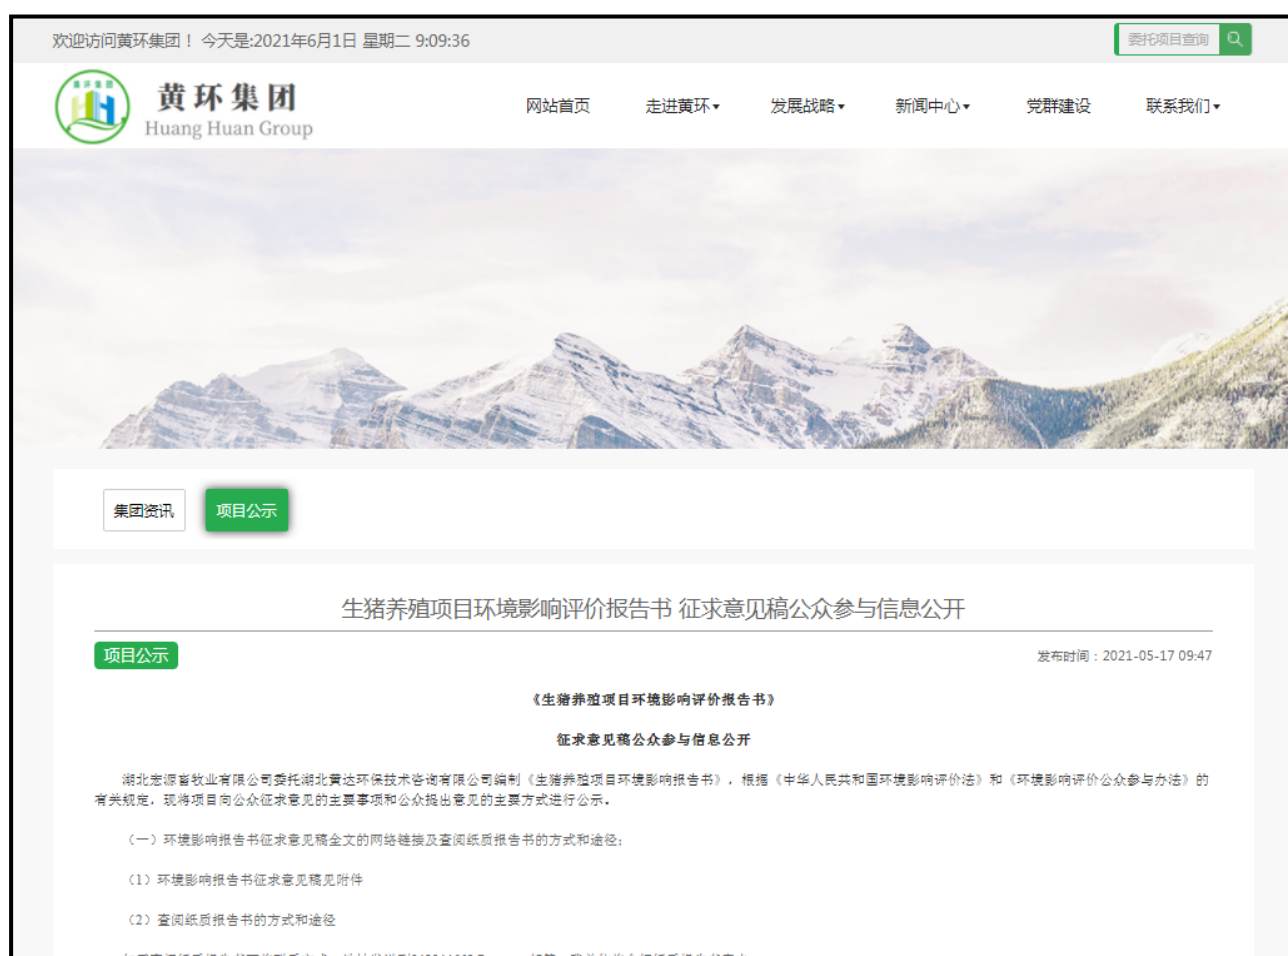 欢迎访问黄环集团！ 今天是:2021年6月1日 星期二 9:09:36
委托项目查询
黄环集团
Huang Huan Group
网站首页 走进黄环▾ 发展战略▾ 新闻中心▾ 党群建设 联系我们▾
集团资讯 项目公示
生猪养殖项目环境影响评价报告书 征求意见稿公众参与信息公开
项目公示
发布时间：2021-05-17 09:47
《生猪养殖项目环境影响评价报告书》
征求意见稿公众参与信息公开
湖北宏源畜牧业有限公司委托湖北黄达环保技术咨询有限公司编制《生猪养殖项目环境影响报告书》，根据《中华人民共和国环境影响评价法》和《环境影响评价公众参与办法》的
有关规定，现将项目向公众征求意见的主要事项和公众提出意见的主要方式进行公示。
（一）环境影响报告书征求意见稿全文的网络链接及查阅纸质报告书的方式和途径；
（1）环境影响报告书征求意见稿见附件
（2）查阅纸质报告书的方式和途径